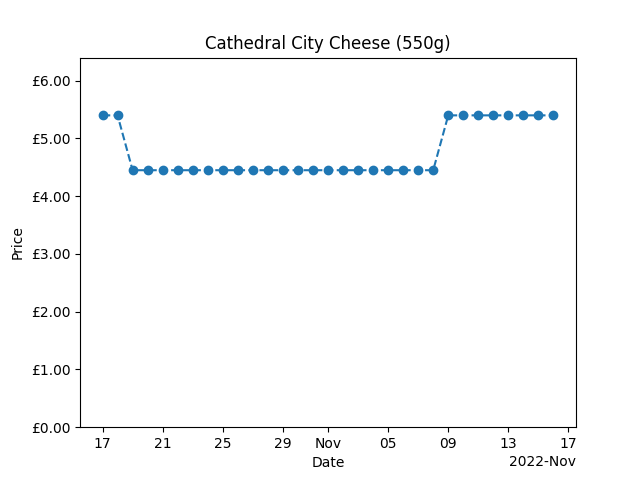 Cathedral City Cheese (550g)
£6.00
£5.00
£4.00
£3.00
£2.00
£1.00
£0.00
Price
17 21 25 29 Nov 05 09 13 17
Date
2022-Nov